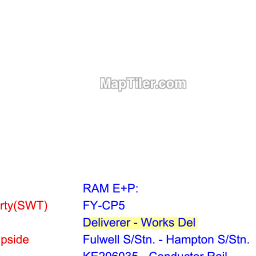 MapTiler.com
RAM E+P:
rty(SWT) FY-CP5
Deliverer - Works Del
pside Fulwell S/Stn. - Hampton S/Stn.
KE206035 - Conductor Rail